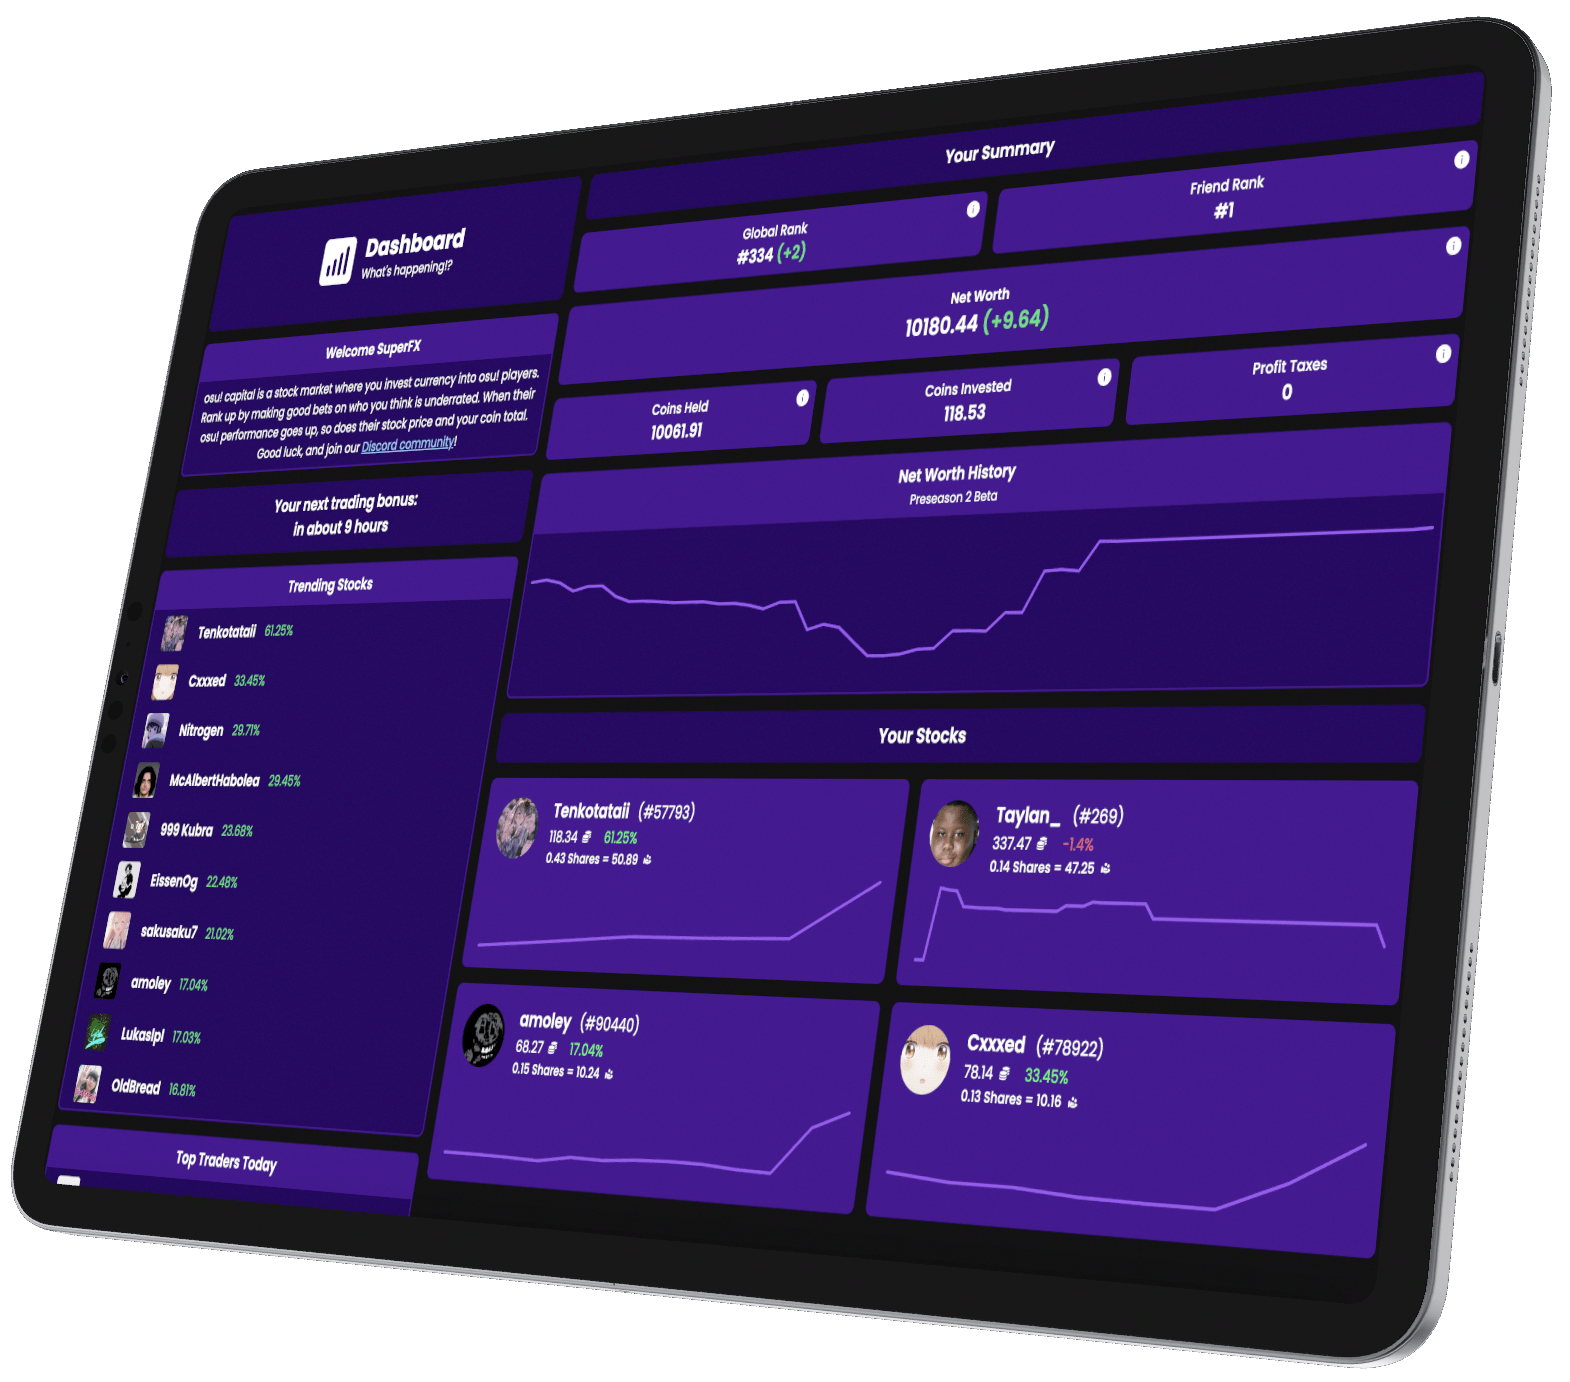 Dashboard
What's happening!?
Welcome SuperFX
osu! capital is a stock market where you invest currency into osu! players.
Rank up by making good bets on who you think is underrated. When their
osu! performance goes up, so does their stock price and your coin total.
Good luck, and join our Discord community!
Your next trading bonus:
in about 9 hours
Trending Stocks
Tenkotataii 61.25%
Cxxxed 33.45%
Nitrogen 29.71%
McAlbertHabolea 29.45%
999 Kubra 23.68%
EissenOg 22.48%
sakusaku7 21.02%
amoley 17.04%
Lukaslpl 17.03%
OldBread 16.81%
Top Traders Today
Your Summary
Global Rank
#334 (+2)
Friend Rank
#1
Net Worth
10180.44 (+9.64)
Coins Held
10061.91
Coins Invested
118.53
Profit Taxes
0
Net Worth History
Preseason 2 Beta
Your Stocks
Tenkotataii (#57793)
118.34 61.25%
0.43 Shares = 50.89
Taylan_ (#269)
337.47 -1.4%
0.14 Shares = 47.25
amoley (#90440)
68.27 17.04%
0.15 Shares = 10.24
Cxxxed (#78922)
78.14 33.45%
0.13 Shares = 10.16